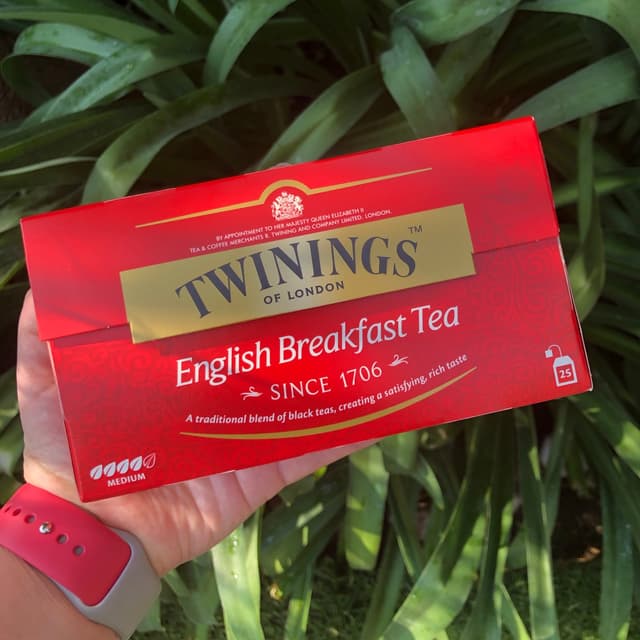 BY APPOINTMENT TO HER MAJESTY QUEEN ELIZABETH II
TEA & COFFEE MERCHANTS R. TWINING AND COMPANY LIMITED. LONDON.
TWININGS™
OF LONDON
English Breakfast Tea
SINCE 1706
A traditional blend of black teas, creating a satisfying, rich taste
25
MEDIUM